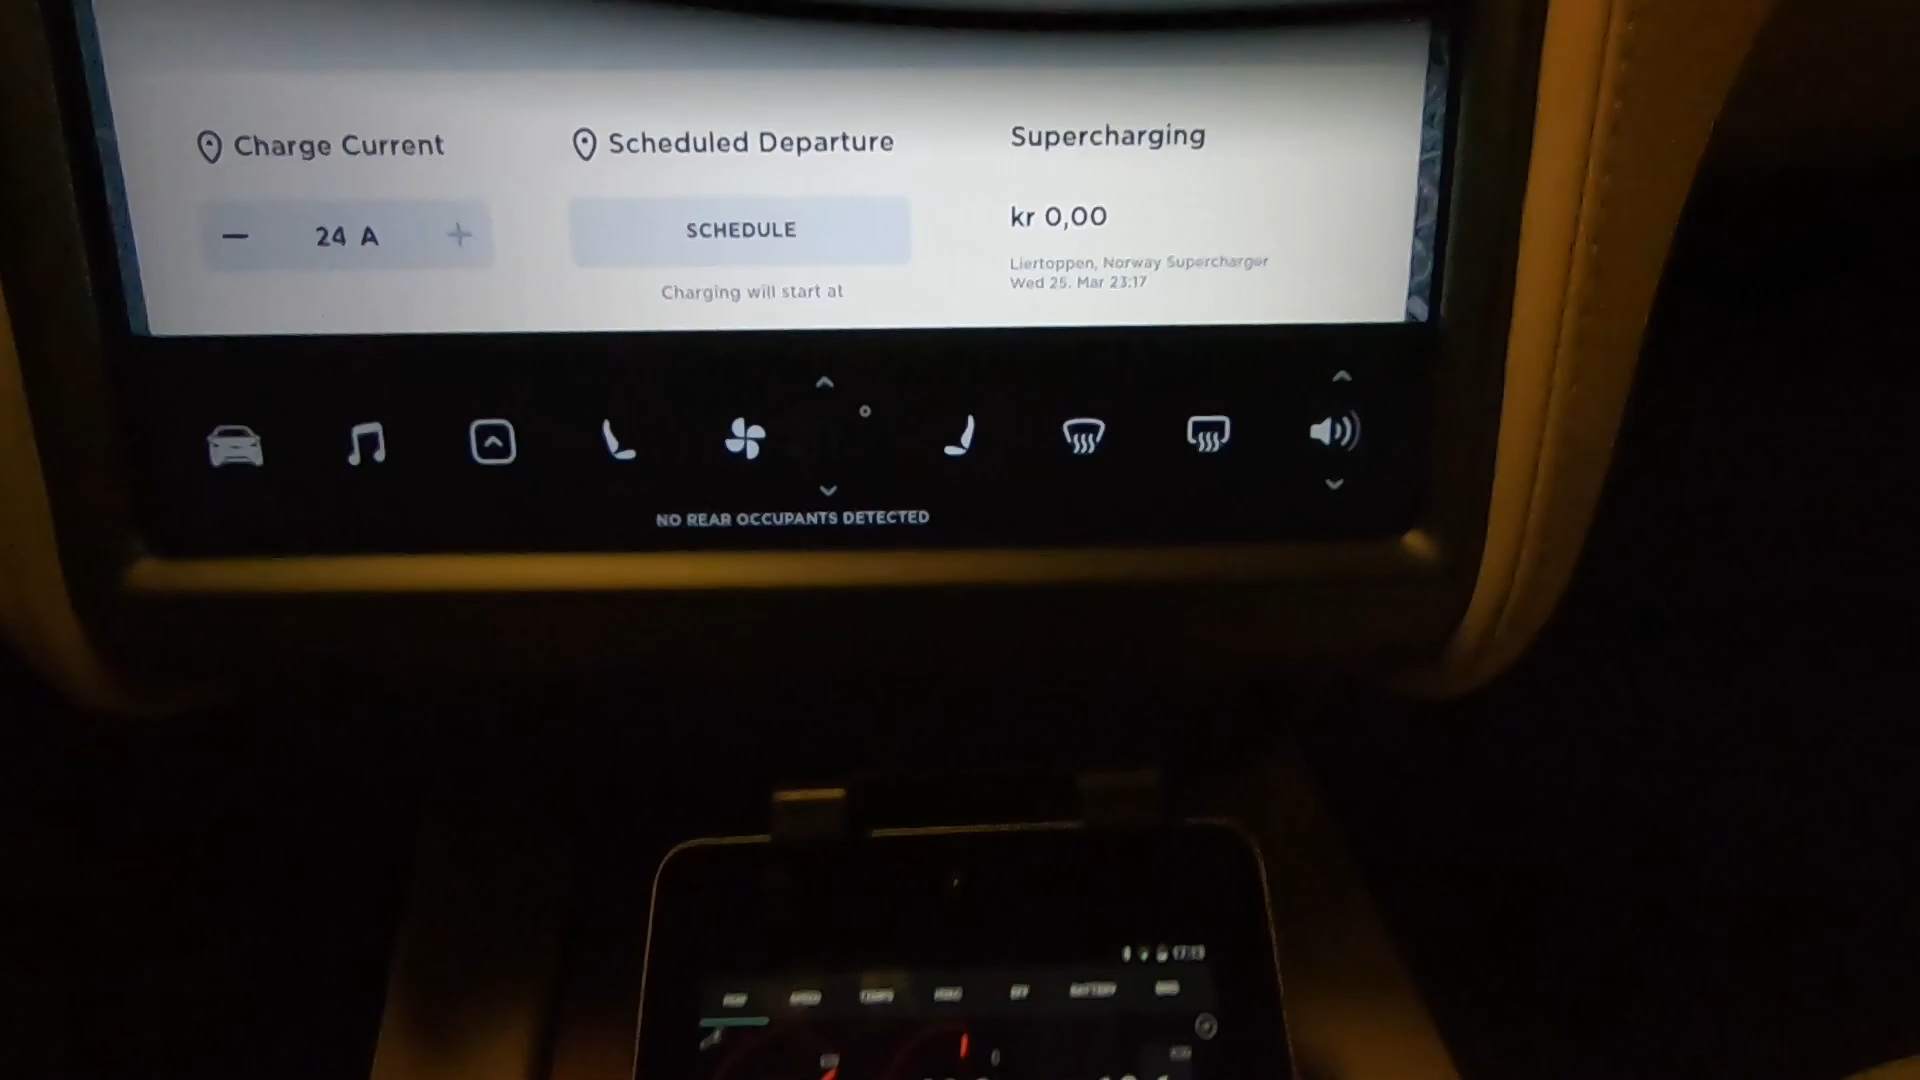 Charge Current
Scheduled Departure
Supercharging
24 A
SCHEDULE
kr 0,00
Liertoppen, Norway Supercharger
Wed 25. Mar 23:17
Charging will start at
NO REAR OCCUPANTS DETECTED
BATTERY